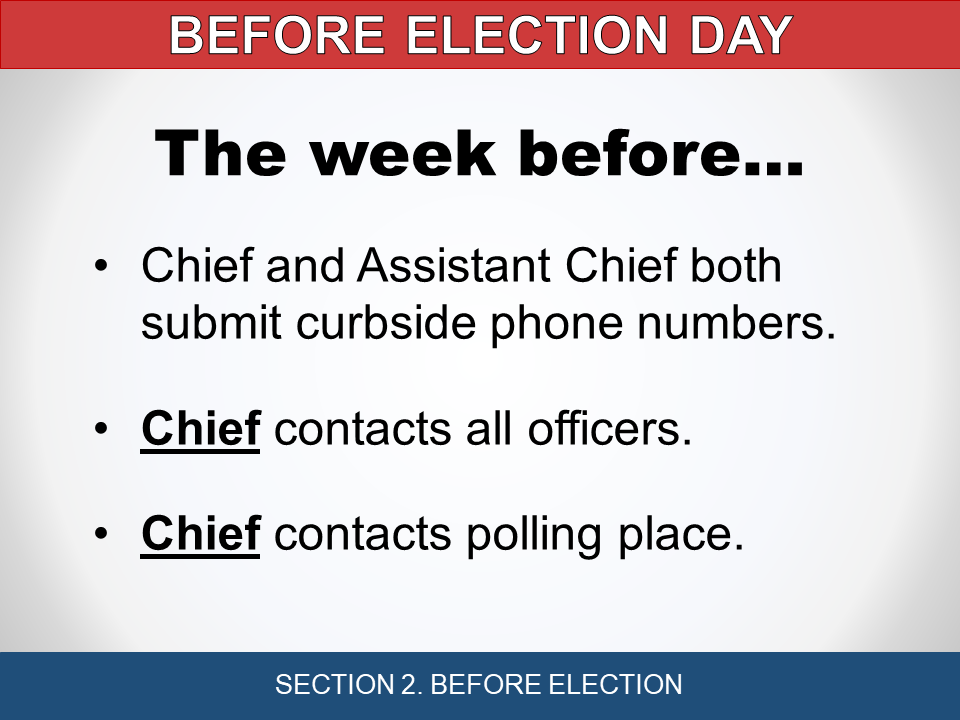 BEFORE ELECTION DAY
The week before...
• Chief and Assistant Chief both
submit curbside phone numbers.
• Chief contacts all officers.
• Chief contacts polling place.
SECTION 2. BEFORE ELECTION